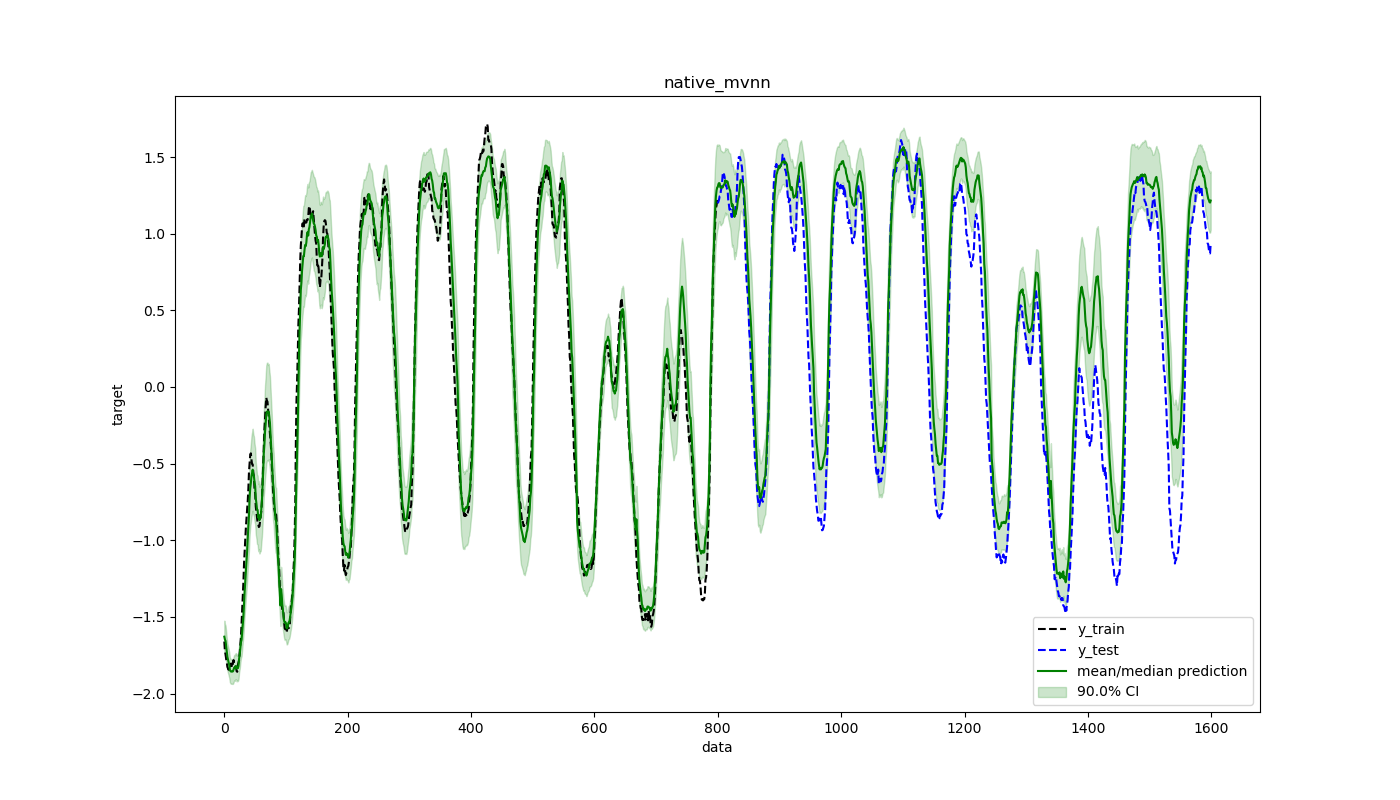 native_mvnn
1.5
1.0
0.5
0.0
−0.5
−1.0
−1.5
−2.0
target
0 200 400 600 800 1000 1200 1400 1600
data
y_train
y_test
mean/median prediction
90.0% CI